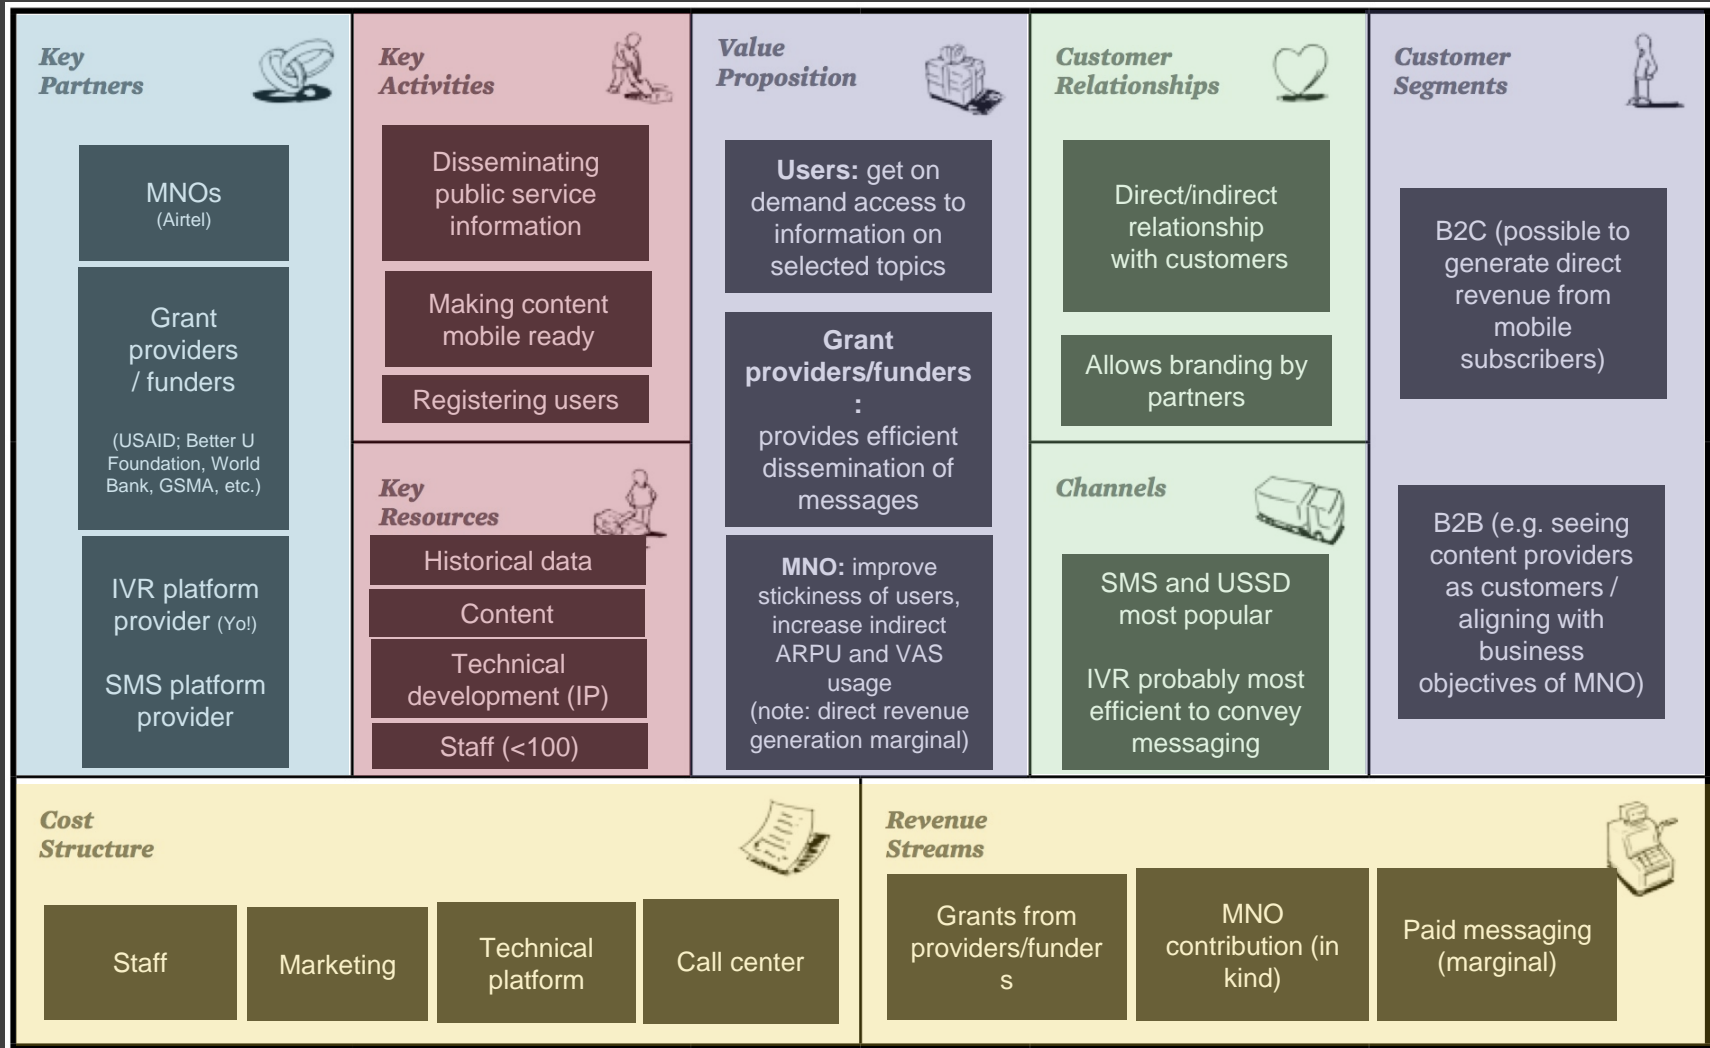 Key
Partners
MNOs
(Airtel)
Grant
providers
/ funders
(USAID; Better U
Foundation, World
Bank, GSMA, etc.)
IVR platform
provider (Yo!)
SMS platform
provider
Key
Activities
Disseminating
public service
information
Making content
mobile ready
Registering users
Key
Resources
Historical data
Content
Technical
development (IP)
Staff (<100)
Value
Proposition
Users: get on
demand access to
information on
selected topics
Grant
providers/funders
:
provides efficient
dissemination of
messages
MNO: improve
stickiness of users,
increase indirect
ARPU and VAS
usage
(note: direct revenue
generation marginal)
Customer
Relationships
Direct/indirect
relationship
with customers
Allows branding by
partners
Channels
SMS and USSD
most popular
IVR probably most
efficient to convey
messaging
Customer
Segments
B2C (possible to
generate direct
revenue from
mobile
subscribers)
B2B (e.g. seeing
content providers
as customers /
aligning with
business
objectives of MNO)
Cost
Structure
Staff
Marketing
Technical
platform
Call center
Revenue
Streams
Grants from
providers/funder
s
MNO
contribution (in
kind)
Paid messaging
(marginal)